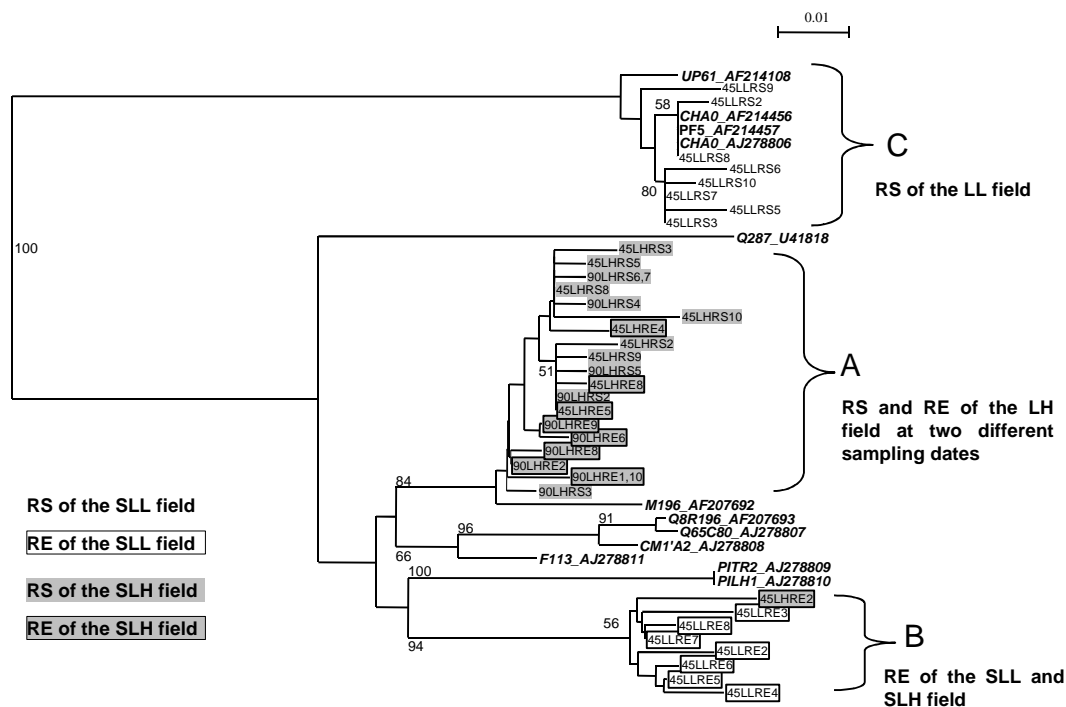 0.01
UP61_AF214108
45LLRS9
58
45LLRS2
CHA0_AF214456
PF5_AF214457
CHA0_AJ278806
45LLRS8
45LLRS6
80
45LLRS10
45LLRS7
45LLRS5
45LLRS3
C
RS of the LL field
100
Q287_U41818
45LHRS3
45LHRS5
90LHRS6,7
45LHRS8
90LHRS4
45LHRS10
45LHRE4
45LHRS2
45LHRS9
51
90LHRS5
45LHRE8
90LHRS2
45LHRE5
90LHRE9
90LHRE6
90LHRE8
90LHRE2
90LHRE1,10
90LHRS3
A
RS and RE of the LH
field at two different
sampling dates
84
M196_AF207692
91
Q8R196_AF207693
96
Q65C80_AJ278807
CM1'A2_AJ278808
66
F113_AJ278811
100
PITR2_AJ278809
PILH1_AJ278810
45LHRE2
45LLRE3
56
45LLRE8
45LLRE7
94
45LLRE2
45LLRE6
45LLRE5
45LLRE4
B
RE of the SLL and
SLH field
RS of the SLL field
RE of the SLL field
RS of the SLH field
RE of the SLH field